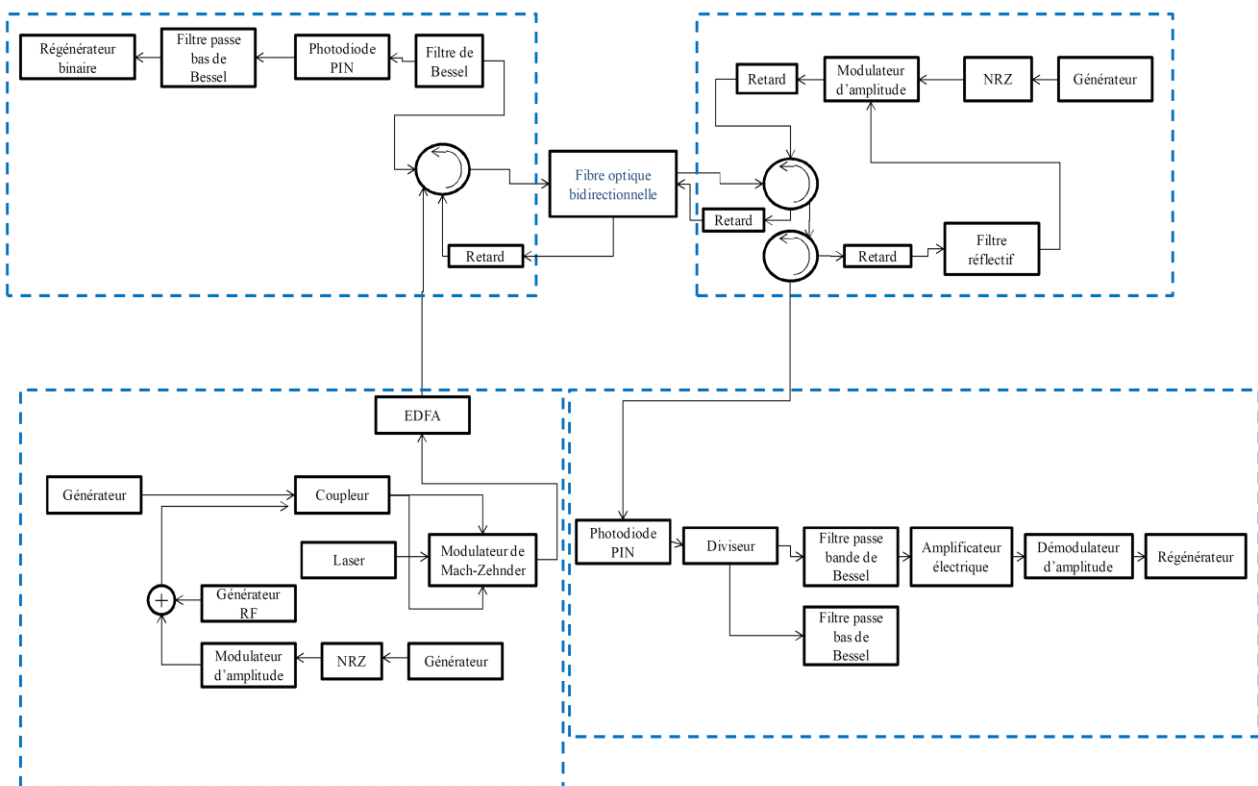 Régénérateur
binaire
Filtre passe
bas de
Bessel
Photodiode
PIN
Filtre de
Bessel
Retard
Modulateur
d'amplitude
NRZ
Générateur
Fibre optique
bidirectionnelle
Retard
Retard
Retard
Filtre
réflectif
EDFA
Générateur
Coupleur
Laser
Modulateur de
Mach-Zehnder
+
Générateur
RF
Modulateur
d'amplitude
NRZ
Générateur
Photodiode
PIN
Diviseur
Filtre passe
bande de
Bessel
Amplificateur
électrique
Démodulateur
d'amplitude
Régénérateur
Filtre passe
bas de
Bessel